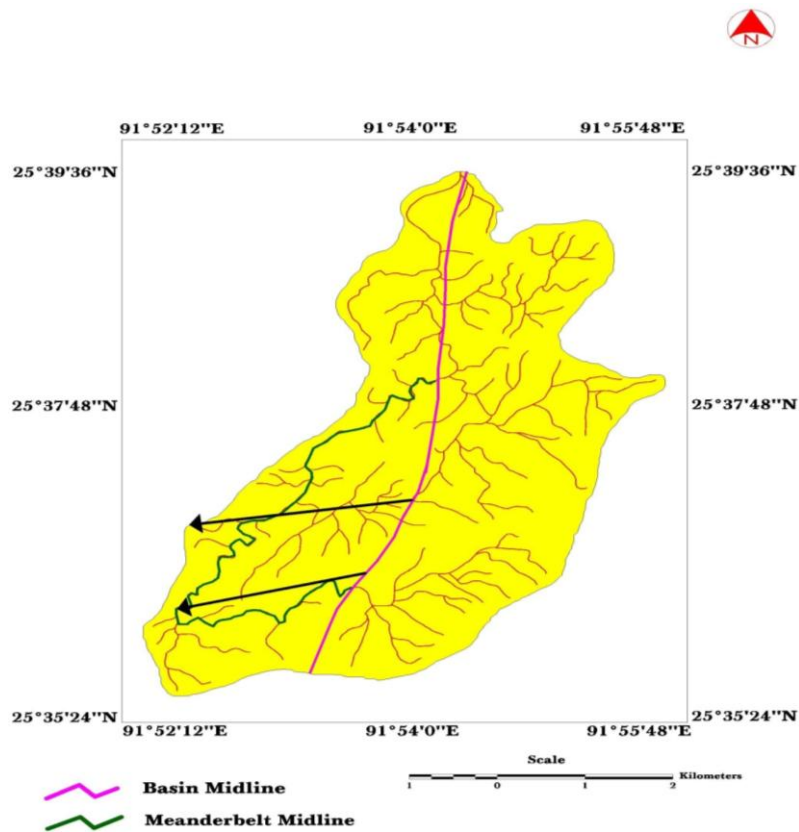 N
91°52'12"E 91°54'0"E 91°55'48"E
25°39'36"N 25°39'36"N
25°37'48"N 25°37'48"N
25°35'24"N 25°35'24"N
91°52'12"E 91°54'0"E 91°55'48"E
Scale
Kilometers
1 0 1 2
Basin Midline
Meanderbelt Midline